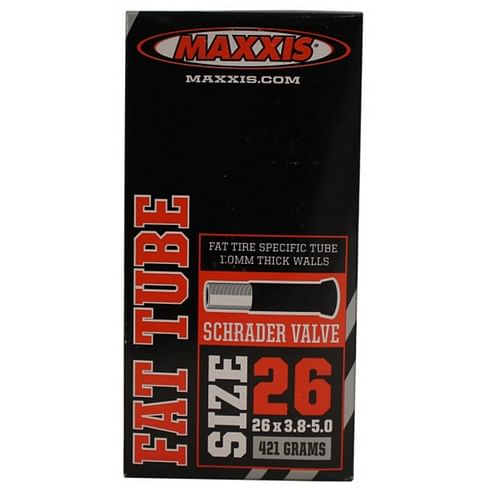 MAXXIS®
MAXXIS.COM
FAT TUBE
FAT TIRE SPECIFIC TUBE
1.0MM THICK WALLS
SCHRADER VALVE
SIZE
26
26 x 3.8-5.0
421 GRAMS